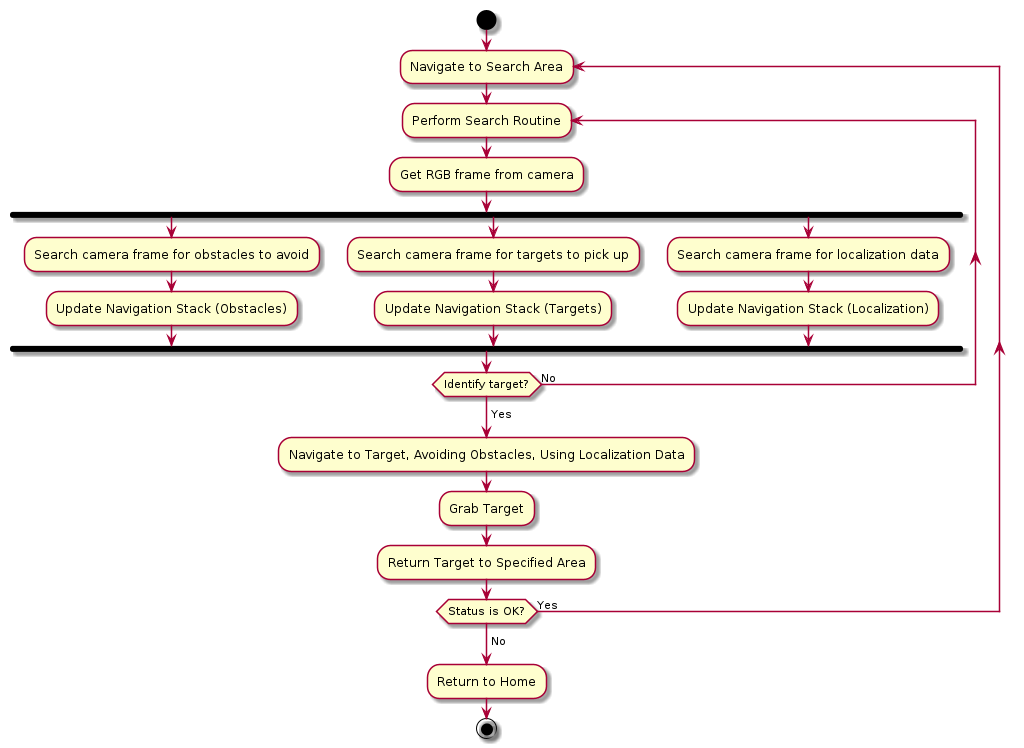 Navigate to Search Area
Perform Search Routine
Get RGB frame from camera
Search camera frame for obstacles to avoid
Update Navigation Stack (Obstacles)
Search camera frame for targets to pick up
Update Navigation Stack (Targets)
Search camera frame for localization data
Update Navigation Stack (Localization)
Identify target?
No
Yes
Navigate to Target, Avoiding Obstacles, Using Localization Data
Grab Target
Return Target to Specified Area
Status is OK?
Yes
No
Return to Home